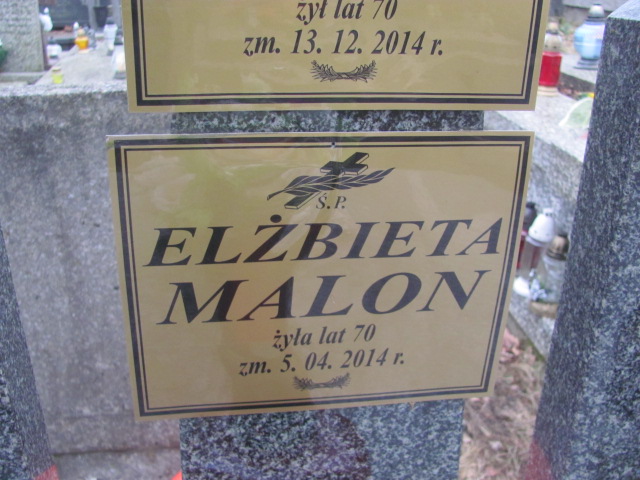 żył lat 70
zm. 13. 12. 2014 r.
Ś.P.
ELŻBIETA
MALON
żyła lat 70
zm. 5. 04. 2014 r.